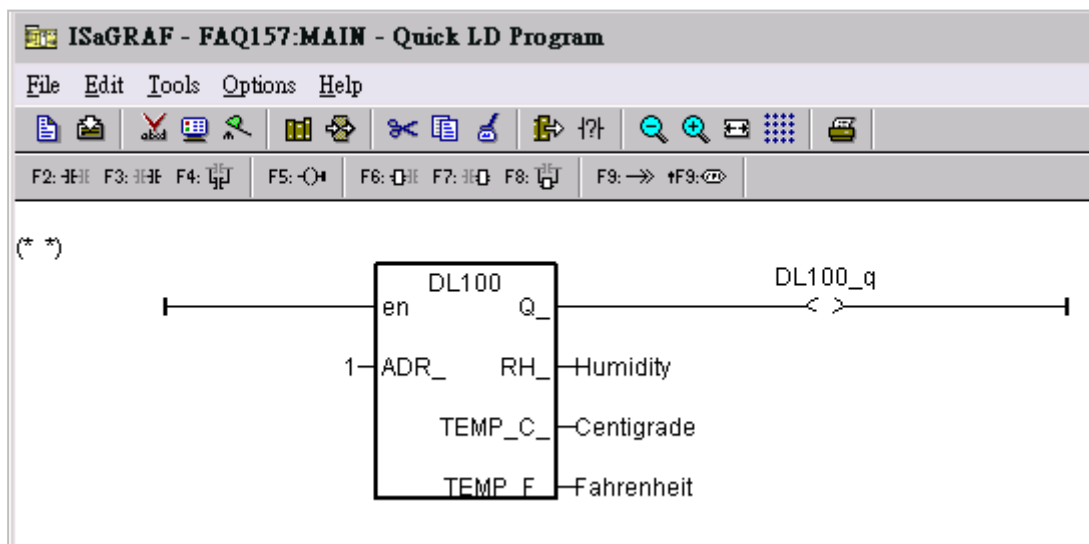 ISaGRAF - FAQ157:MAIN - Quick LD Program
File Edit Tools Options Help
F2: F3: F4: F5: F6: F7: F8: F9: ↑F9:
(* *)
DL100 DL100_q
en Q_
1 ADR_ RH_ Humidity
TEMP_C_ Centigrade
TEMP_F_ Fahrenheit